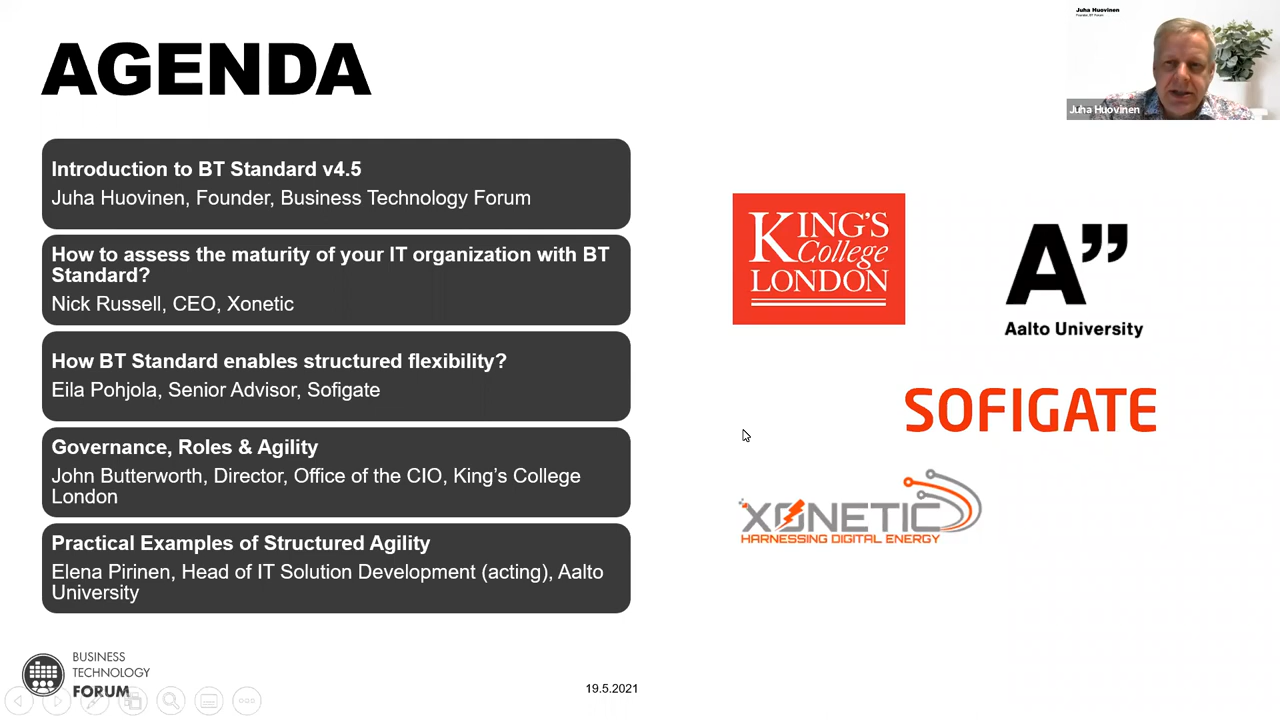 AGENDA
Juha Huovinen
Founder, BT Forum
Juha Huovinen
Introduction to BT Standard v4.5
Juha Huovinen, Founder, Business Technology Forum
How to assess the maturity of your IT organization with BT
Standard?
Nick Russell, CEO, Xonetic
How BT Standard enables structured flexibility?
Eila Pohjola, Senior Advisor, Sofigate
Governance, Roles & Agility
John Butterworth, Director, Office of the CIO, King’s College
London
Practical Examples of Structured Agility
Elena Pirinen, Head of IT Solution Development (acting), Aalto
University
KING'S
College
LONDON
A”
Aalto University
SOFIGATE
XONETIC
HARNESSING DIGITAL ENERGY
BUSINESS
TECHNOLOGY
FORUM
19.5.2021